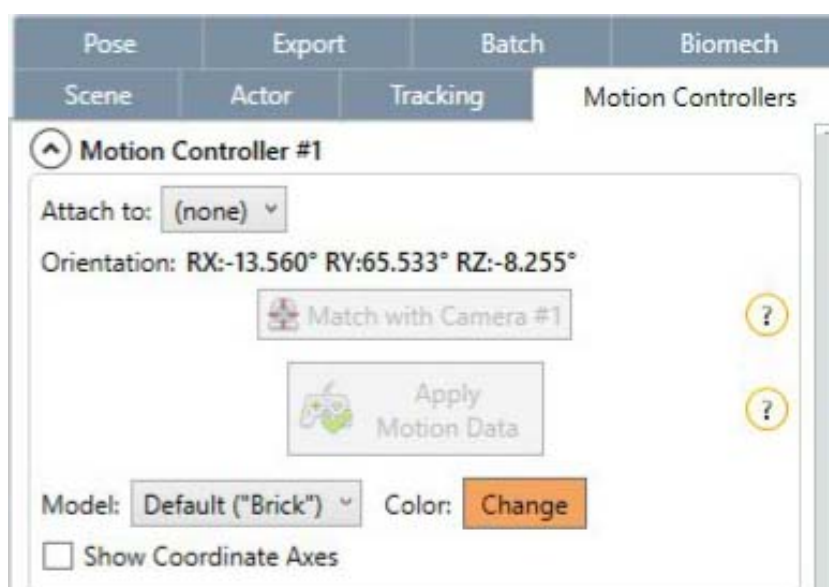 Pose Export Batch Biomech
Scene Actor Tracking Motion Controllers
Motion Controller #1
Attach to: (none)
Orientation: RX:-13.560° RY:65.533° RZ:-8.255°
Match with Camera #1 ?
Apply
Motion Data
?
Model: Default ("Brick") Color: Change
Show Coordinate Axes